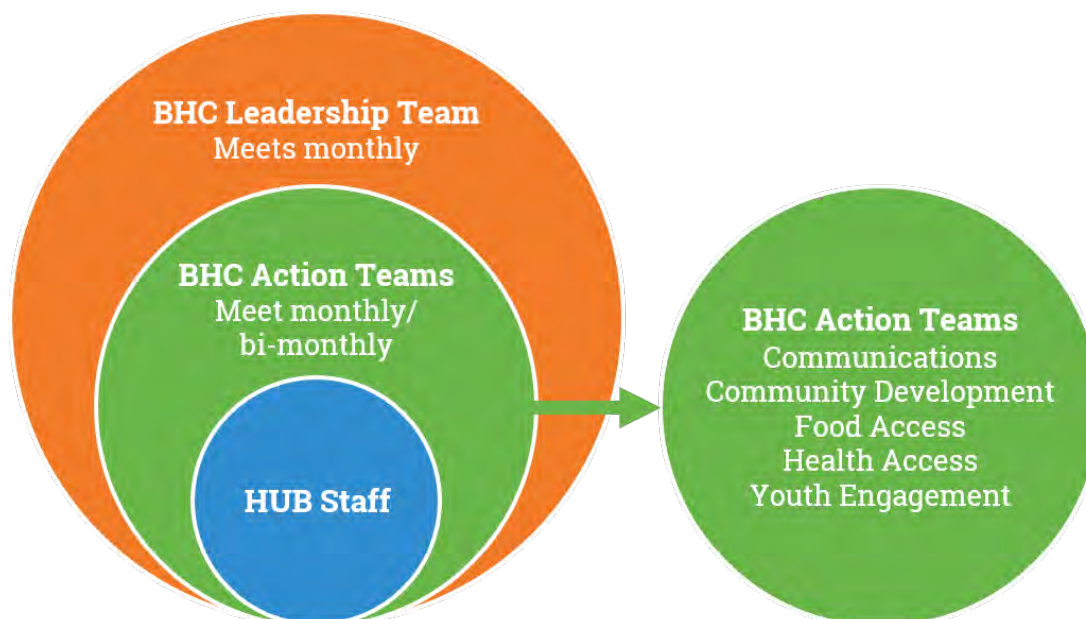 BHC Leadership Team
Meets monthly
BHC Action Teams
Meet monthly/
bi-monthly
HUB Staff
BHC Action Teams
Communications
Community Development
Food Access
Health Access
Youth Engagement